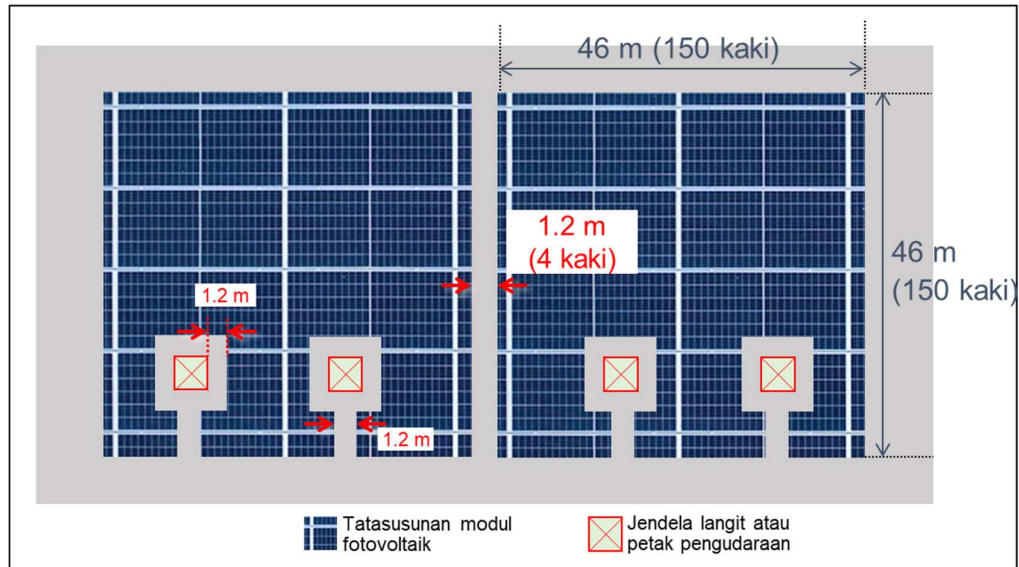 46 m (150 kaki)
1.2 m
(4 kaki)
46 m
(150 kaki)
1.2 m
1.2 m
Tatasusunan modul
fotovoltaik
Jendela langit atau
petak pengudaraan